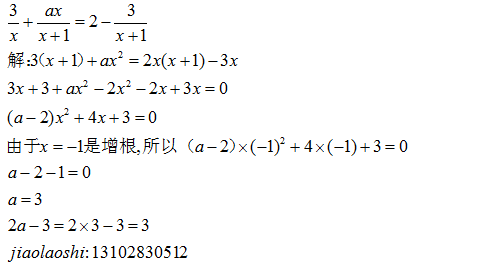 3/x + ax/(x+1) = 2 − 3/(x+1)
解:3(x+1)+ax²=2x(x+1)−3x
3x+3+ax²−2x²−2x+3x=0
(a−2)x²+4x+3=0
由于x=−1是增根,所以（a−2)×(−1)²+4×(−1)+3=0
a−2−1=0
a=3
2a−3=2×3−3=3
jiaolaoshi:13102830512